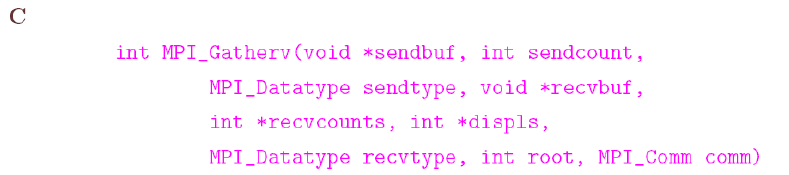 C
int MPI_Gatherv(void *sendbuf, int sendcount,
MPI_Datatype sendtype, void *recvbuf,
int *recvcounts, int *displs,
MPI_Datatype recvtype, int root, MPI_Comm comm)